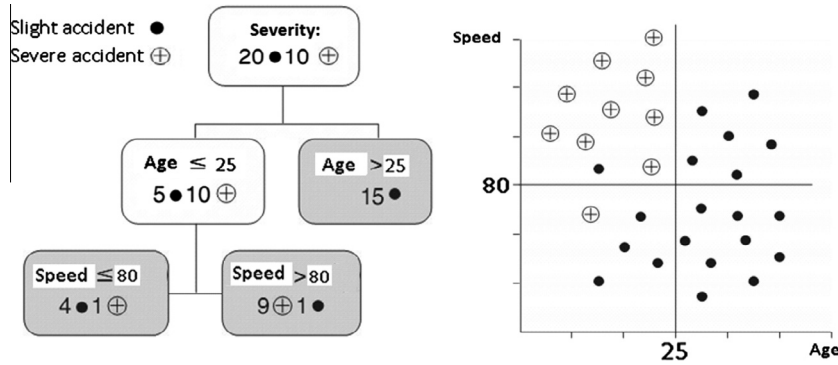 Slight accident ●
Severe accident ⊕
Severity:
20 ● 10 ⊕
Age ≤ 25
5 ● 10 ⊕
Age > 25
15 ●
Speed ≤ 80
4 ● 1 ⊕
Speed > 80
9 ⊕ 1 ●
Speed
80
25
Age